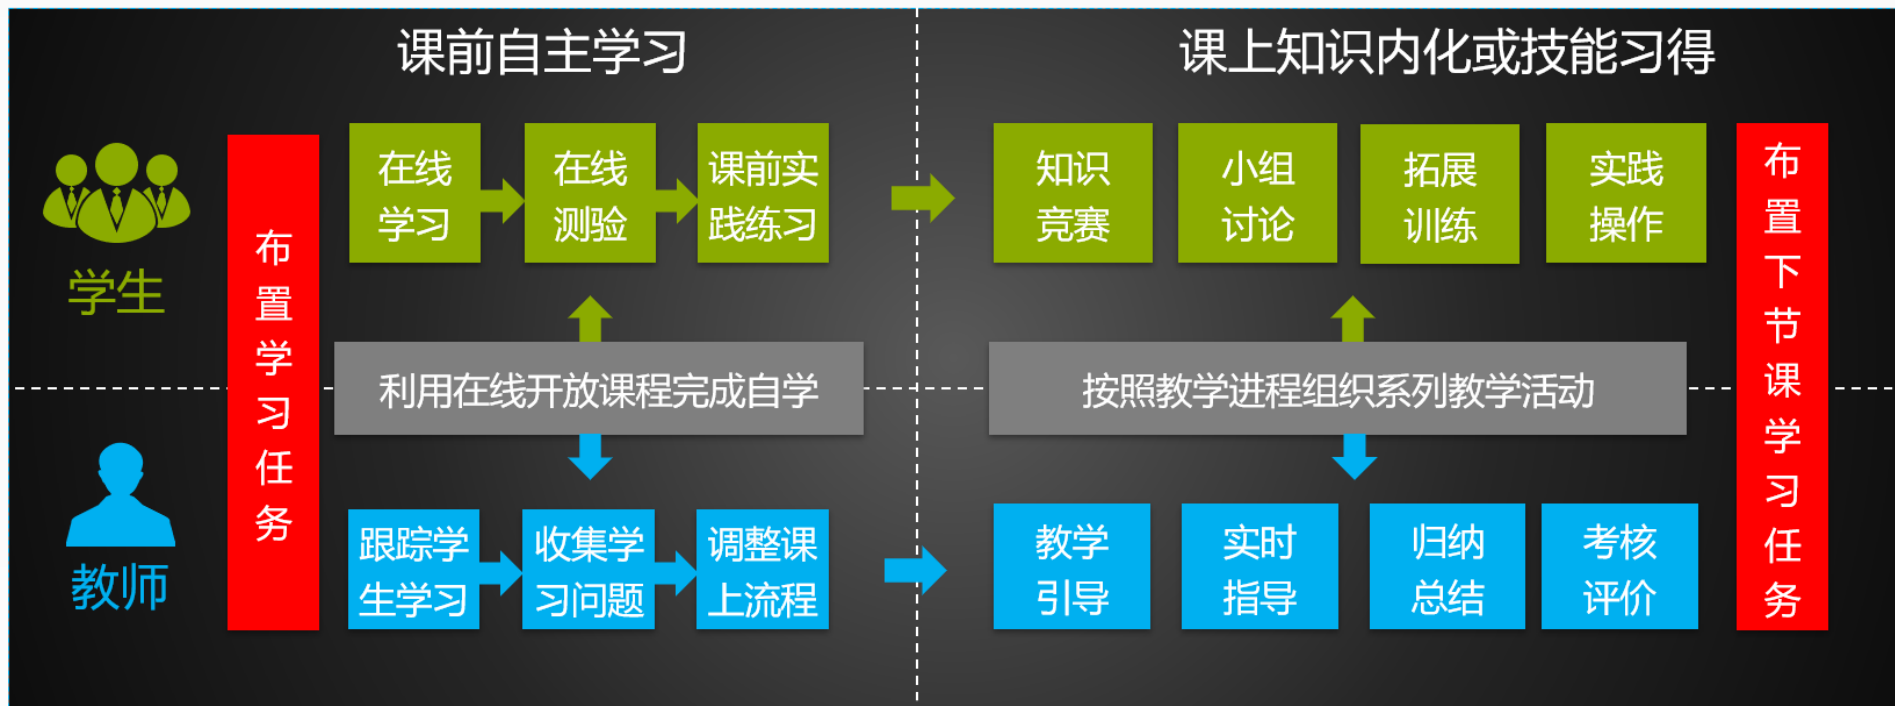 课前自主学习
课上知识内化或技能习得
学生
布置学习任务
在线
学习
在线
测验
课前实
践练习
知识
竞赛
小组
讨论
拓展
训练
实践
操作
布置下节课学习任务
利用在线开放课程完成自学
按照教学进程组织系列教学活动
教师
跟踪学
生学习
收集学
习问题
调整课
上流程
教学
引导
实时
指导
归纳
总结
考核
评价